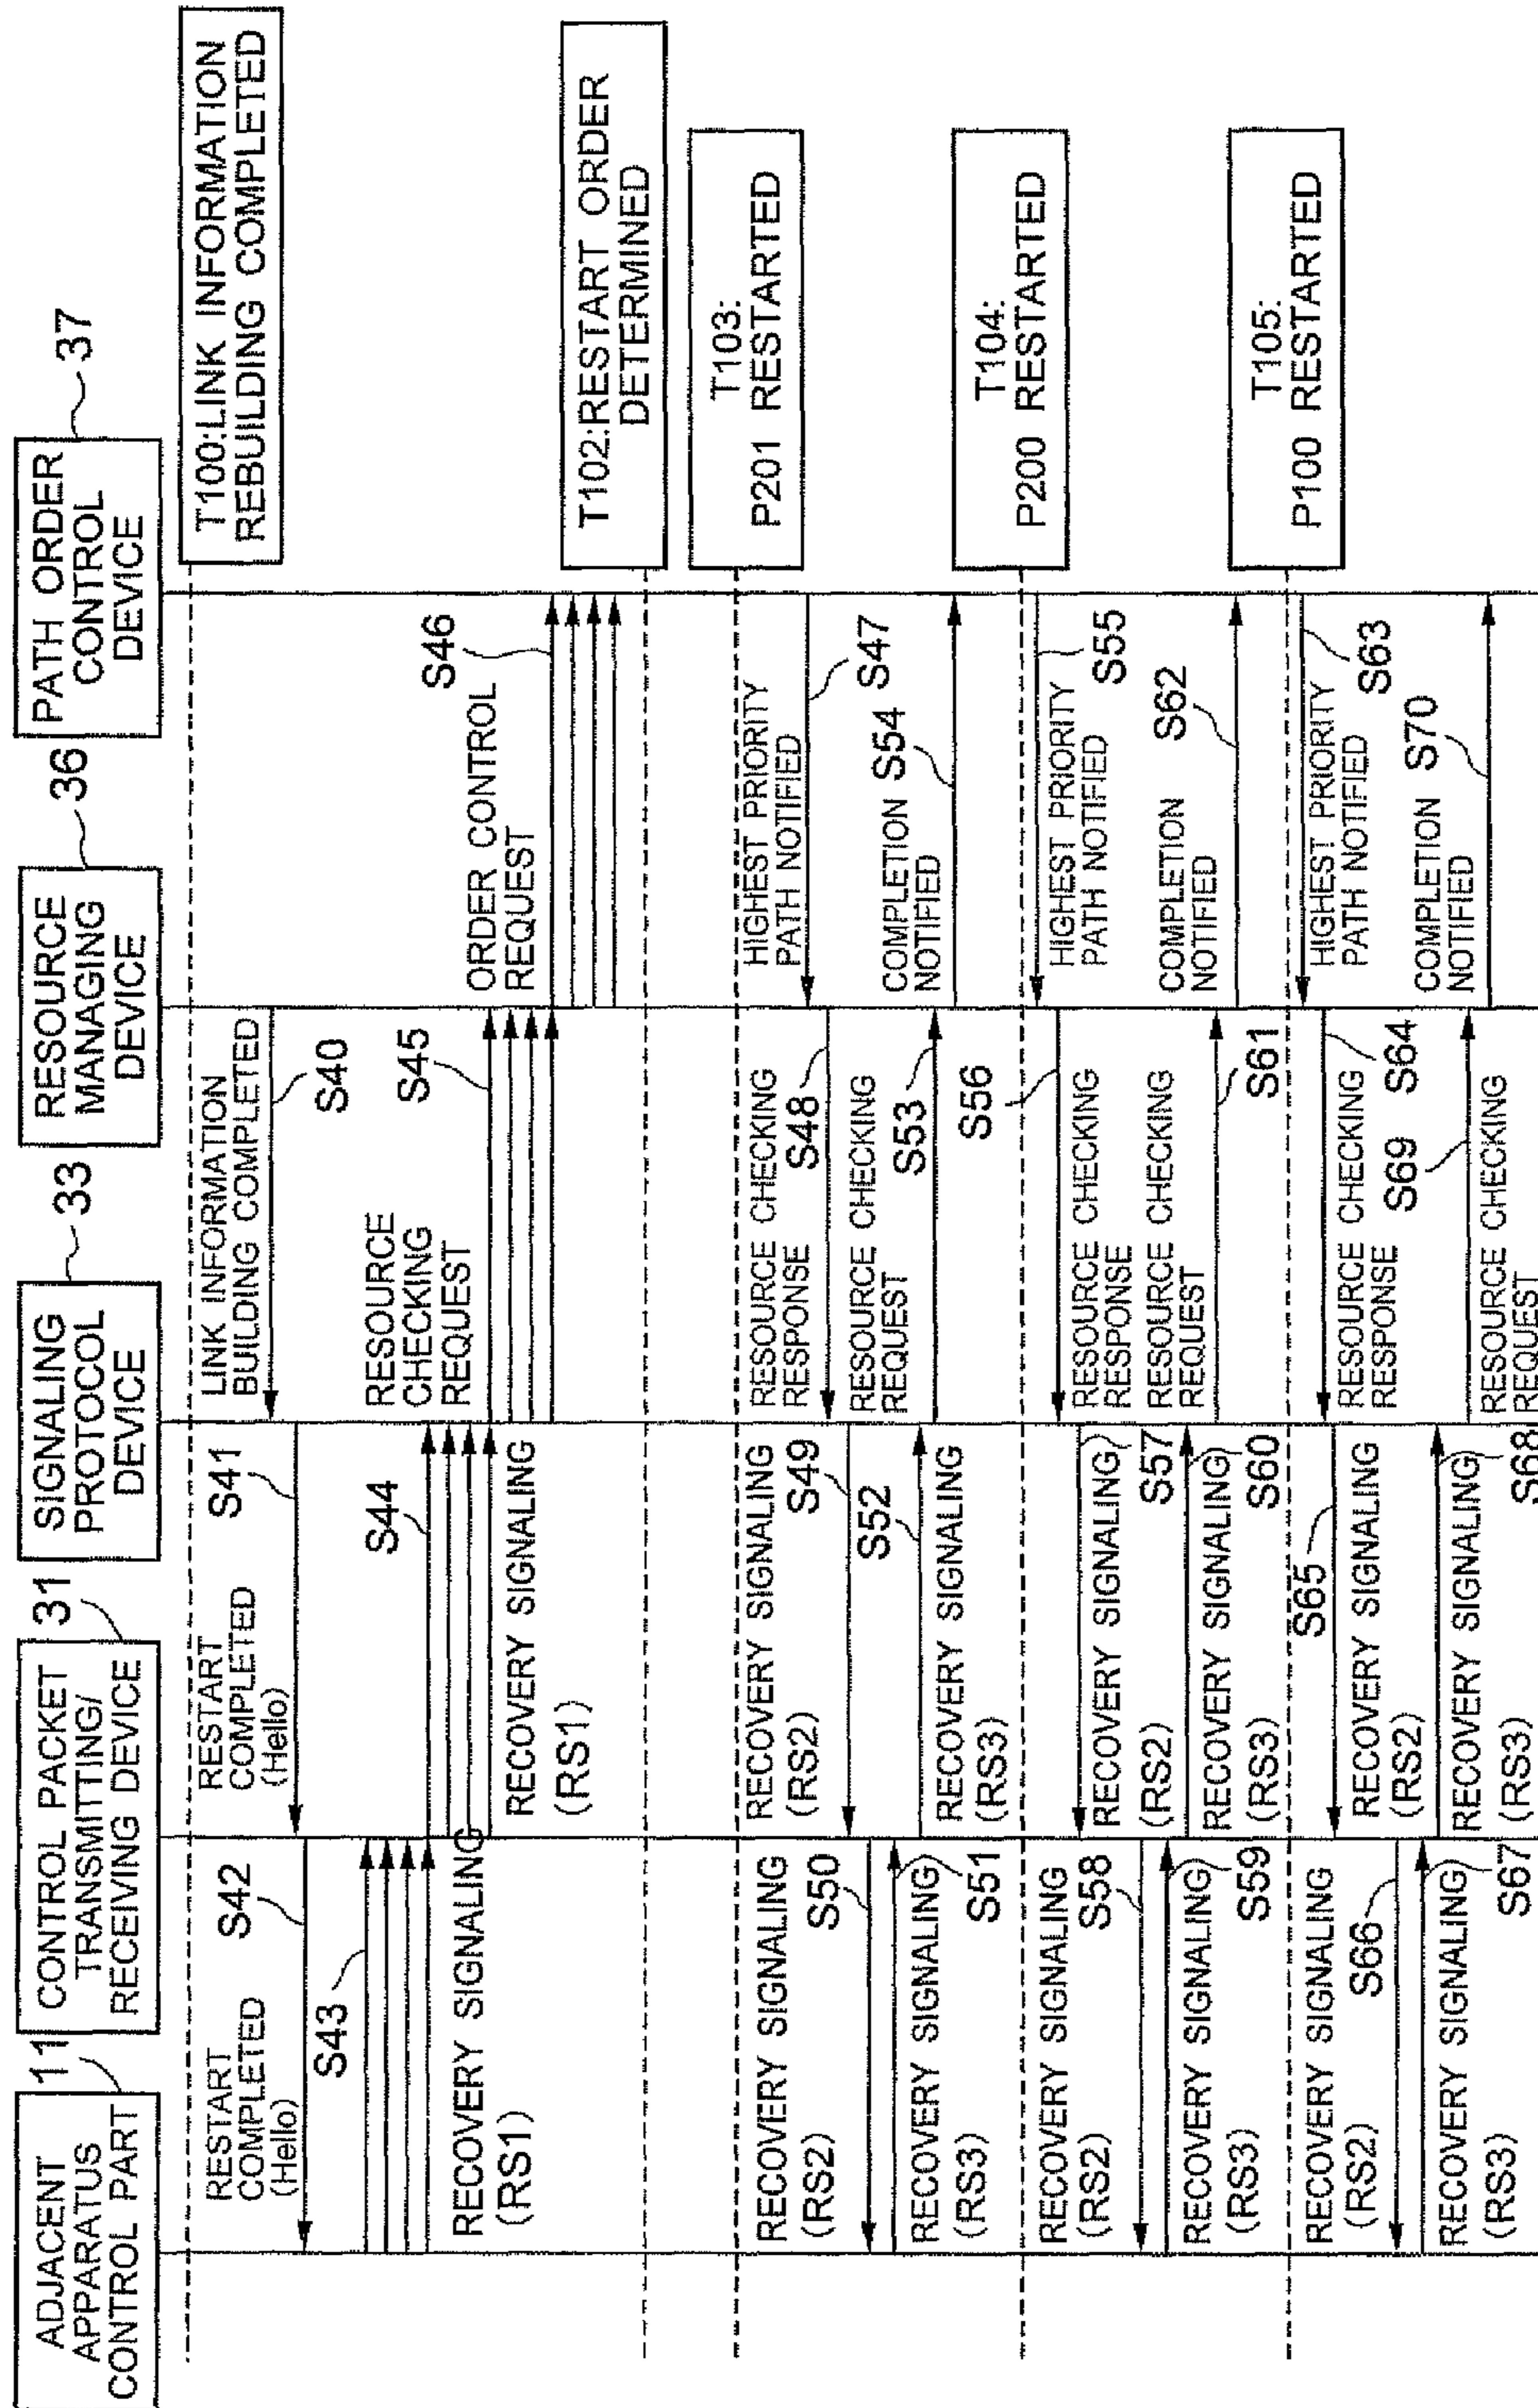 ADJACENT
APPARATUS
CONTROL PART
11
CONTROL PACKET
TRANSMITTING/
RECEIVING DEVICE
31
SIGNALING
PROTOCOL
DEVICE
33
RESOURCE
MANAGING
DEVICE
36
PATH ORDER
CONTROL
DEVICE
37
T100:LINK INFORMATION
REBUILDING COMPLETED
LINK INFORMATION
BUILDING COMPLETED
S40
RESTART
COMPLETED
(Hello)
S41
RESTART
COMPLETED
(Hello)
S42
S43
RECOVERY SIGNALING
(RS1)
S44
RECOVERY SIGNALING
(RS1)
RESOURCE
CHECKING
REQUEST
S45
ORDER CONTROL
REQUEST
S46
T102:RESTART ORDER
DETERMINED
T103:
P201 RESTARTED
HIGHEST PRIORITY
PATH NOTIFIED
S47
RESOURCE CHECKING
RESPONSE
S48
RECOVERY SIGNALING
(RS2)
S49
RECOVERY SIGNALING
(RS2)
S50
RECOVERY SIGNALING
(RS3)
S51
RECOVERY SIGNALING
(RS3)
S52
RESOURCE CHECKING
REQUEST
S53
COMPLETION
NOTIFIED
S54
T104:
P200 RESTARTED
HIGHEST PRIORITY
PATH NOTIFIED
S55
RESOURCE CHECKING
RESPONSE
S56
RECOVERY SIGNALING
(RS2)
S57
RECOVERY SIGNALING
(RS2)
S58
RECOVERY SIGNALING
(RS3)
S59
RECOVERY SIGNALING
(RS3)
S60
RESOURCE CHECKING
REQUEST
S61
COMPLETION
NOTIFIED
S62
T105:
P100 RESTARTED
HIGHEST PRIORITY
PATH NOTIFIED
S63
RESOURCE CHECKING
RESPONSE
S64
RECOVERY SIGNALING
(RS2)
S65
RECOVERY SIGNALING
(RS2)
S66
RECOVERY SIGNALING
(RS3)
S67
RECOVERY SIGNALING
(RS3)
S68
RESOURCE CHECKING
REQUEST
S69
COMPLETION
NOTIFIED
S70